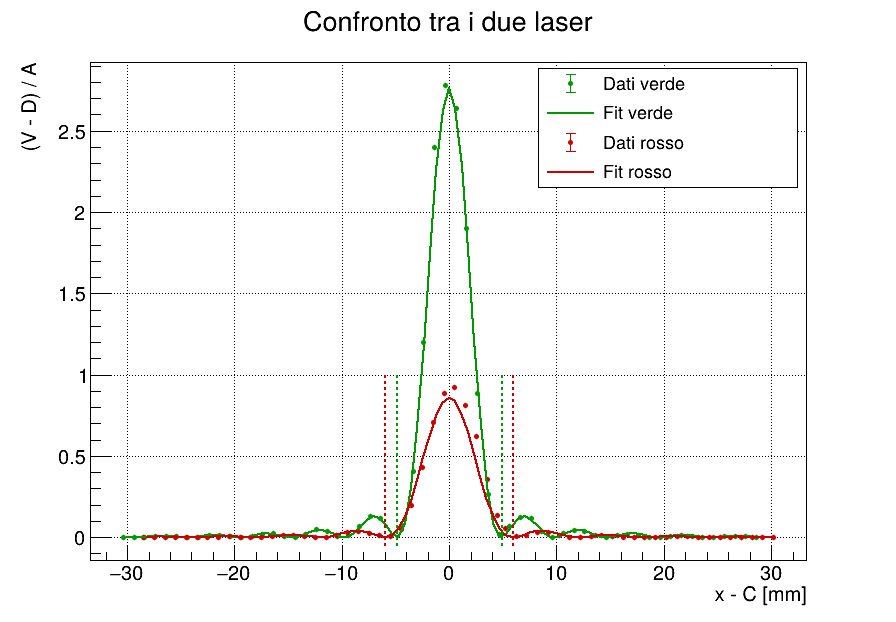 Confronto tra i due laser
(V - D) / A
Dati verde
Fit verde
Dati rosso
Fit rosso
2.5
2
1.5
1
0.5
0
−30 −20 −10 0 10 20 30
x - C [mm]